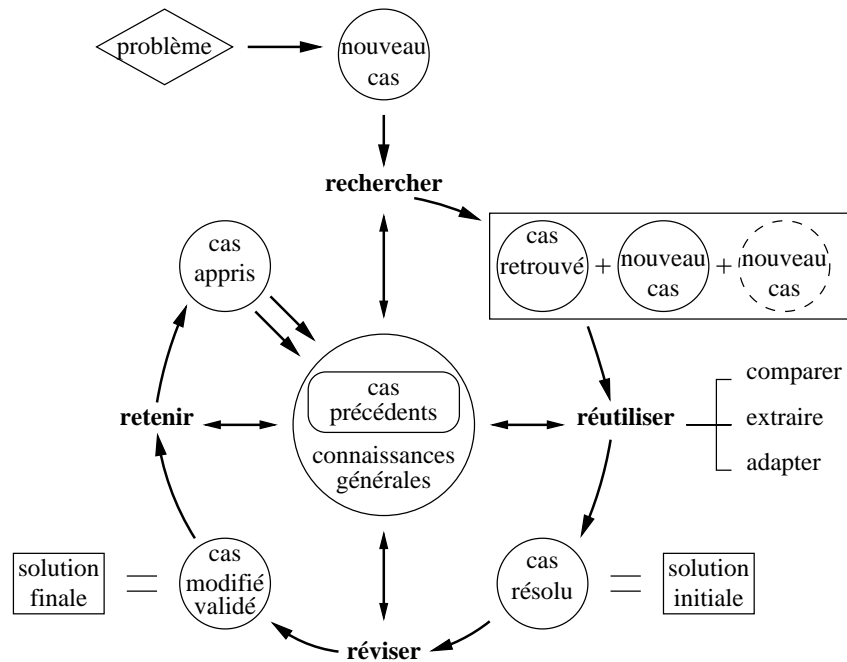 problème
nouveau
cas
rechercher
cas
retrouvé
+
nouveau
cas
+
nouveau
cas
cas
appris
cas
précédents
connaissances
générales
retenir
réutiliser
comparer
extraire
adapter
solution
finale
=
cas
modifié
validé
cas
résolu
=
solution
initiale
réviser